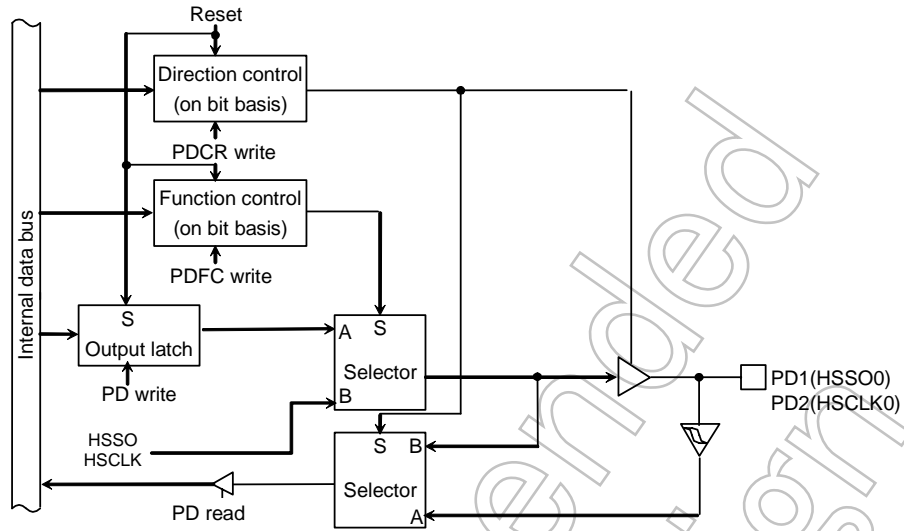 Reset
Direction control
(on bit basis)
PDCR write
Function control
(on bit basis)
PDFC write
Internal data bus
S
Output latch
PD write
A
S
Selector
B
HSSO
HSCLK
S
B
Selector
A
PD read
PD1(HSSO0)
PD2(HSCLK0)
ended